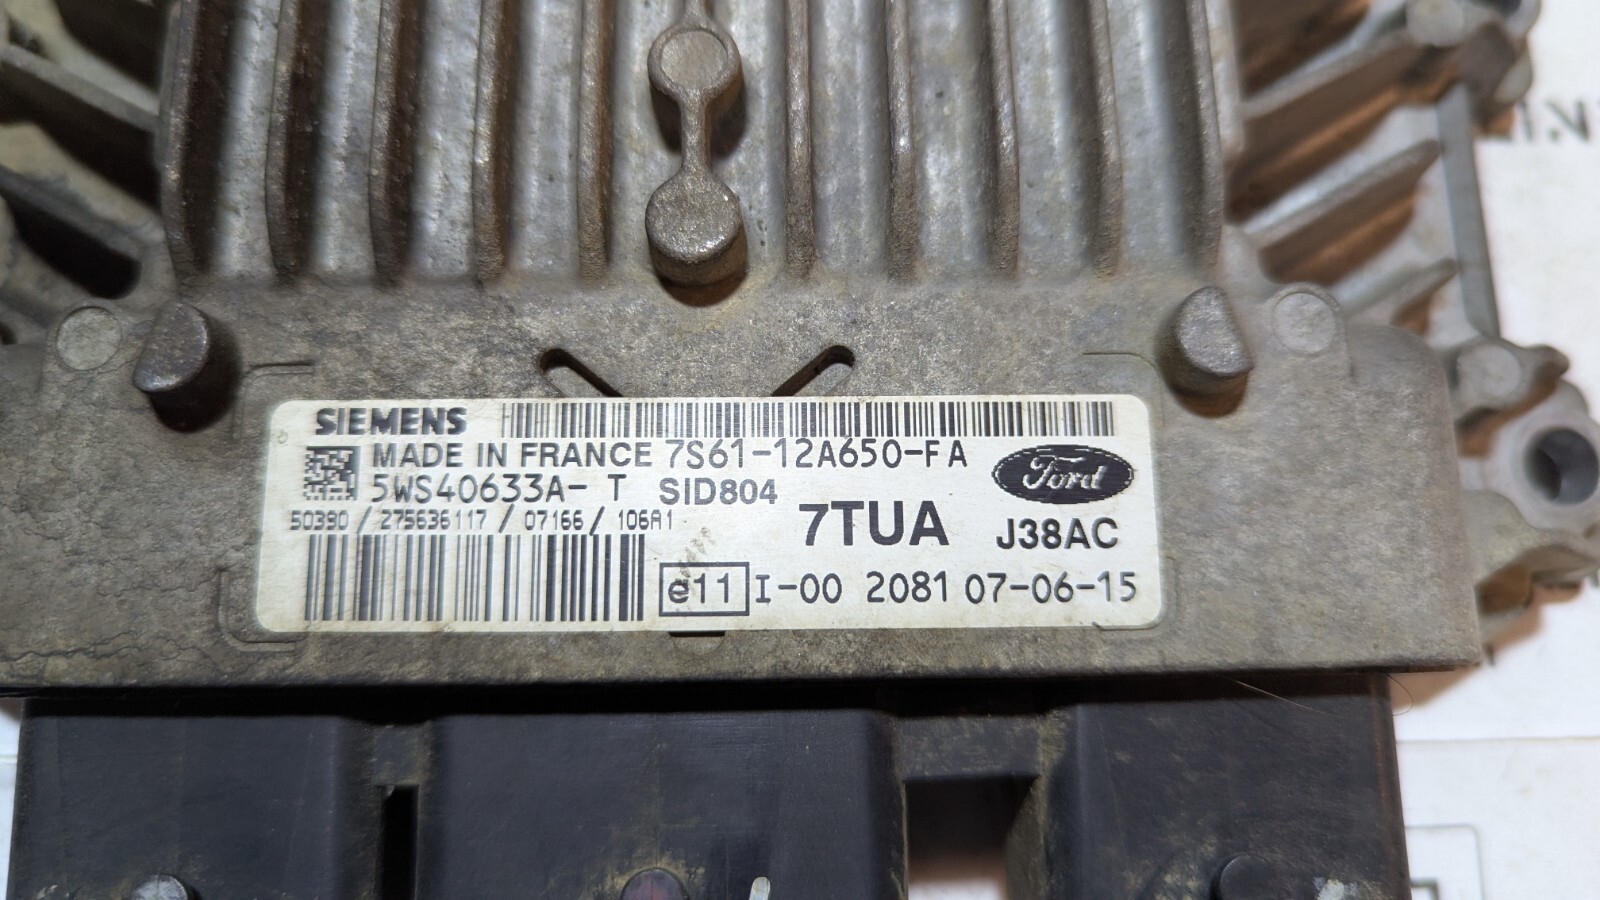 SIEMENS
MADE IN FRANCE 7S61-12A650-FA
5WS40633A- T SID804
Ford
50390 / 275636117 / 07166 / 106A1
7TUA J38AC
e11 I-00 2081 07-06-15